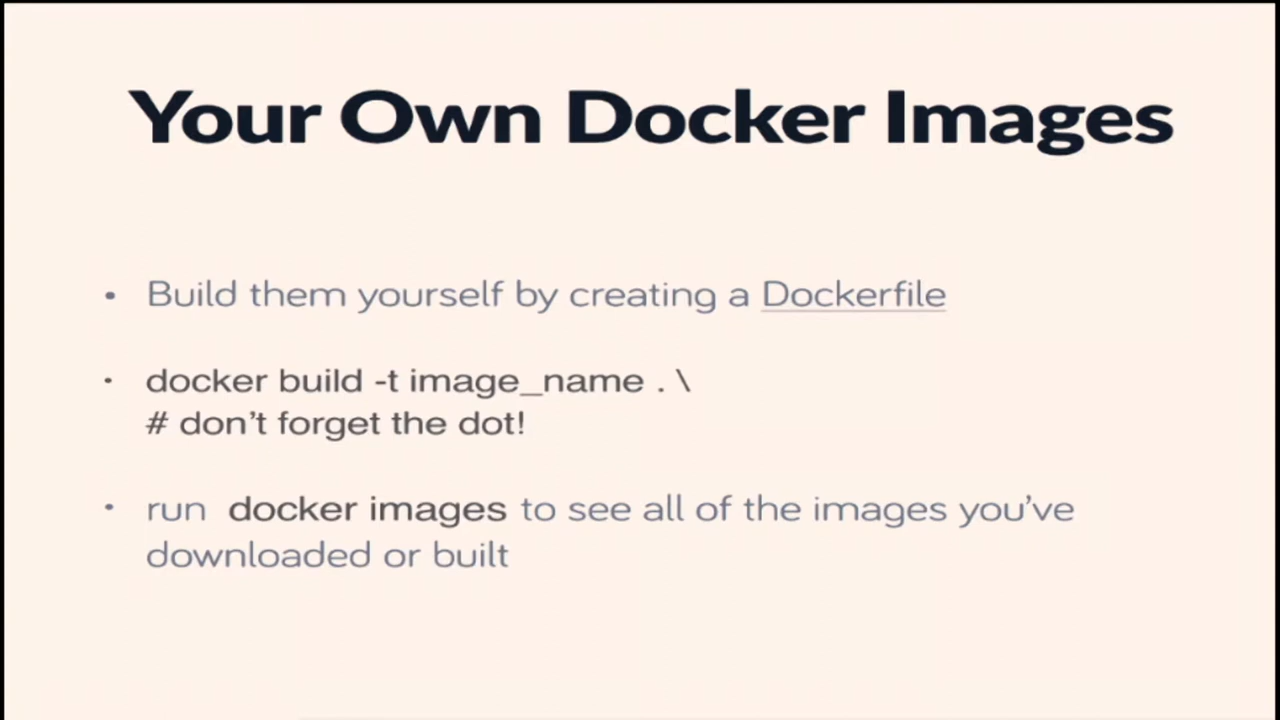 Your Own Docker Images
• Build them yourself by creating a Dockerfile
• docker build -t image_name . \
# don’t forget the dot!
• run docker images to see all of the images you’ve
downloaded or built